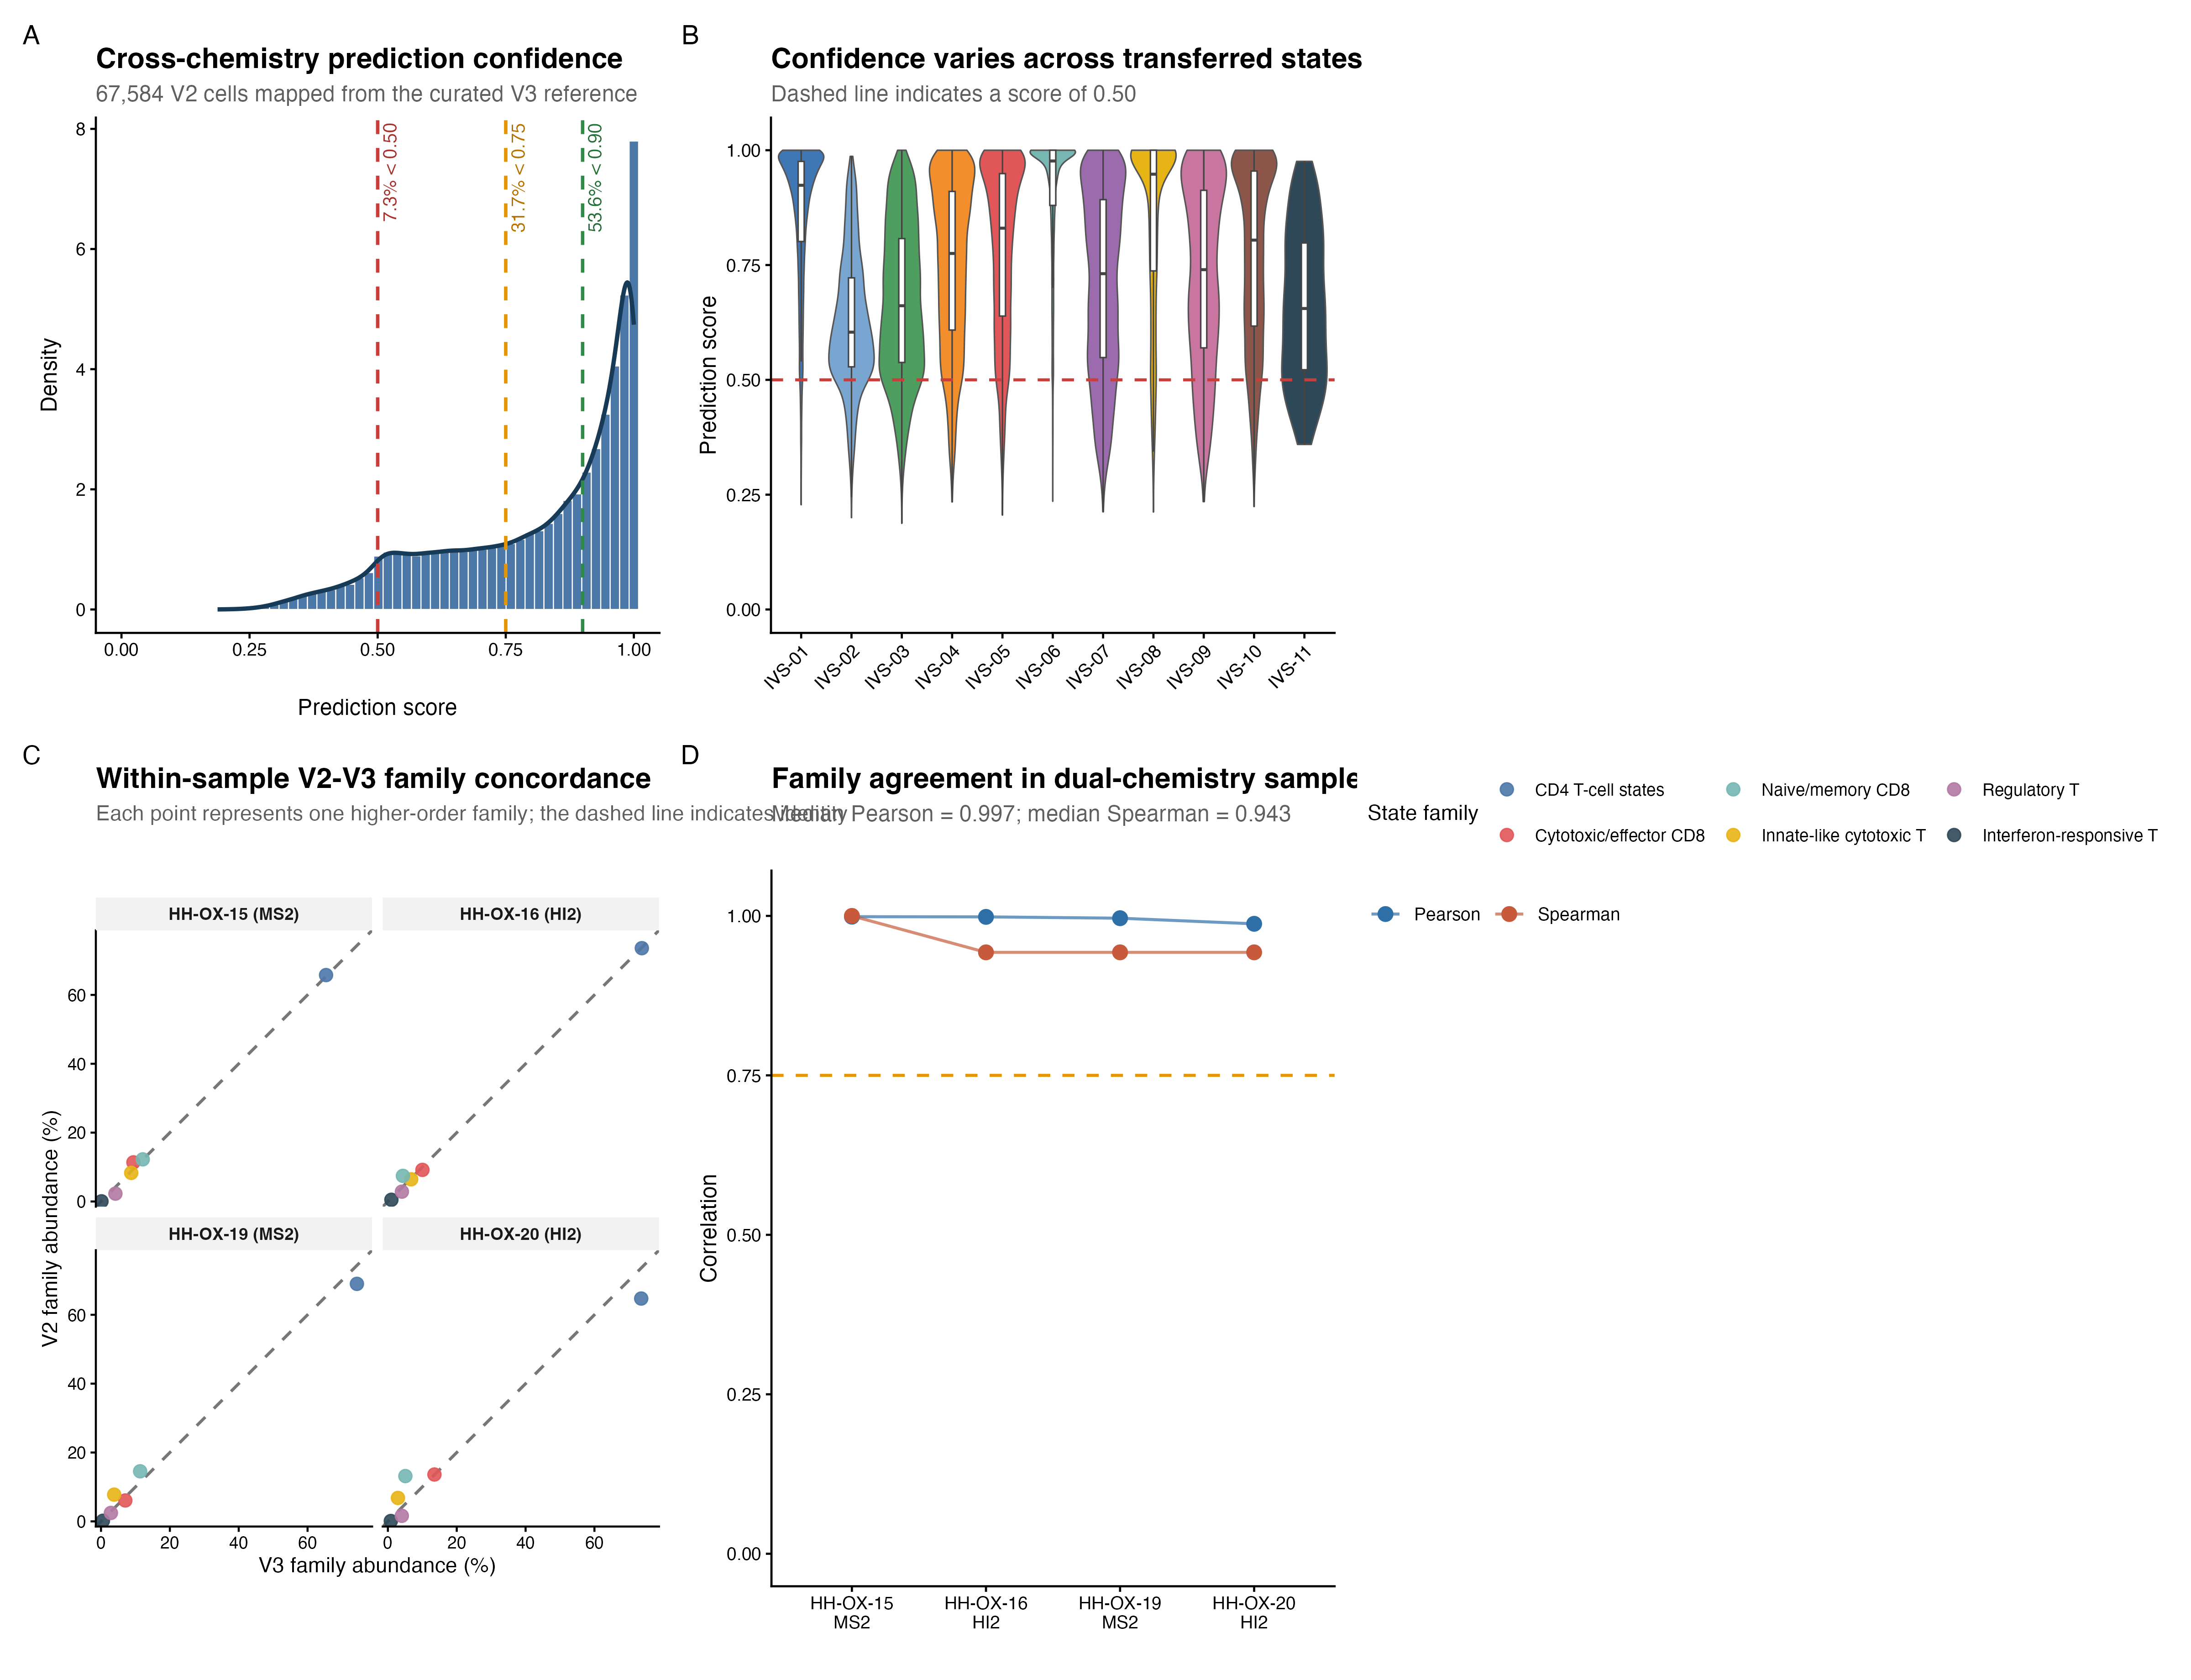 A
Cross-chemistry prediction confidence
67,584 V2 cells mapped from the curated V3 reference
7.3% < 0.50
31.7% < 0.75
53.6% < 0.90
Density
8
6
4
2
0
0.00 0.25 0.50 0.75 1.00
Prediction score
B
Confidence varies across transferred states
Dashed line indicates a score of 0.50
Prediction score
1.00
0.75
0.50
0.25
0.00
IVS-01 IVS-02 IVS-03 IVS-04 IVS-05 IVS-06 IVS-07 IVS-08 IVS-09 IVS-10 IVS-11
C
Within-sample V2-V3 family concordance
Each point represents one higher-order family; the dashed line indicates identity
HH-OX-15 (MS2) HH-OX-16 (HI2)
60
40
20
0
HH-OX-19 (MS2) HH-OX-20 (HI2)
60
40
20
0
V2 family abundance (%)
0 20 40 60 0 20 40 60
V3 family abundance (%)
D
Family agreement in dual-chemistry sample
Median Pearson = 0.997; median Spearman = 0.943
Correlation
1.00
0.75
0.50
0.25
0.00
HH-OX-15 HH-OX-16 HH-OX-19 HH-OX-20
MS2 HI2 MS2 HI2
State family
CD4 T-cell states Naive/memory CD8 Regulatory T
Cytotoxic/effector CD8 Innate-like cytotoxic T Interferon-responsive T
Pearson Spearman